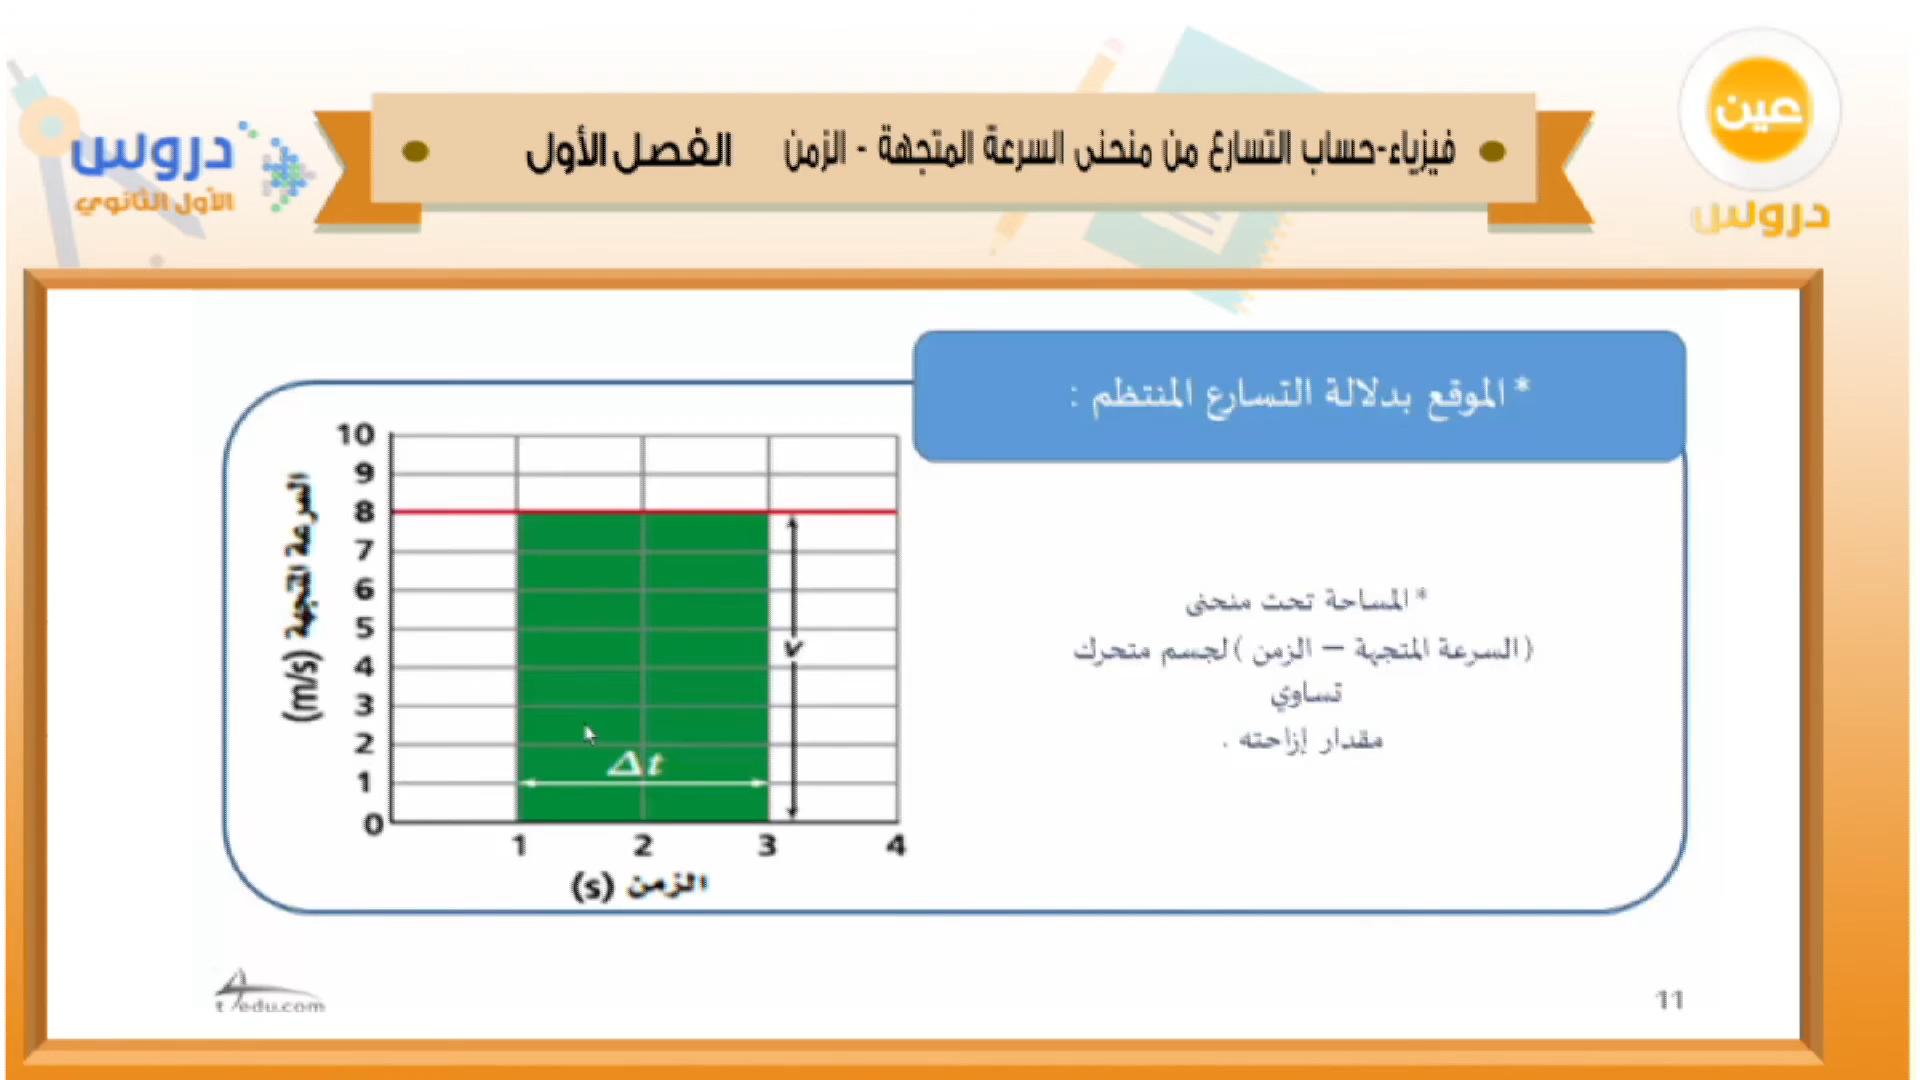 عين
دروس
فيزياء-حساب التسارع من منحنى السرعة المتجهة - الزمن الفصل الأول
دروس
الأول الثانوي
* الموقع بدلالة التسارع المنتظم :
* المساحة تحت منحنى
( السرعة المتجهة – الزمن ) لجسم متحرك
تساوي
مقدار إزاحته .
السرعة المتجهة (m/s)
10
9
8
7
6
5
4
3
2
1
0
v
Δt
1 2 3 4
الزمن (s)
t4edu.com
11